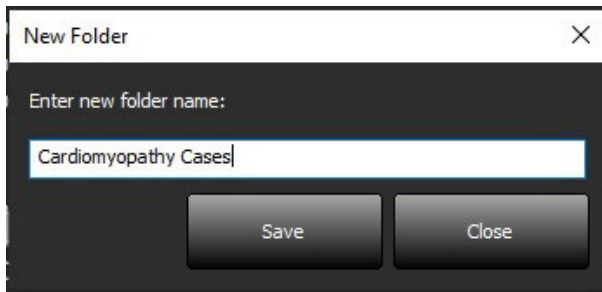 New Folder
Enter new folder name:
Cardiomyopathy Cases
Save
Close